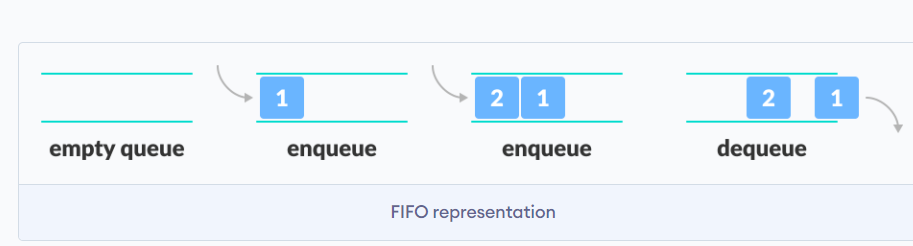 1
2 1
2 1
empty queue
enqueue
enqueue
dequeue
FIFO representation